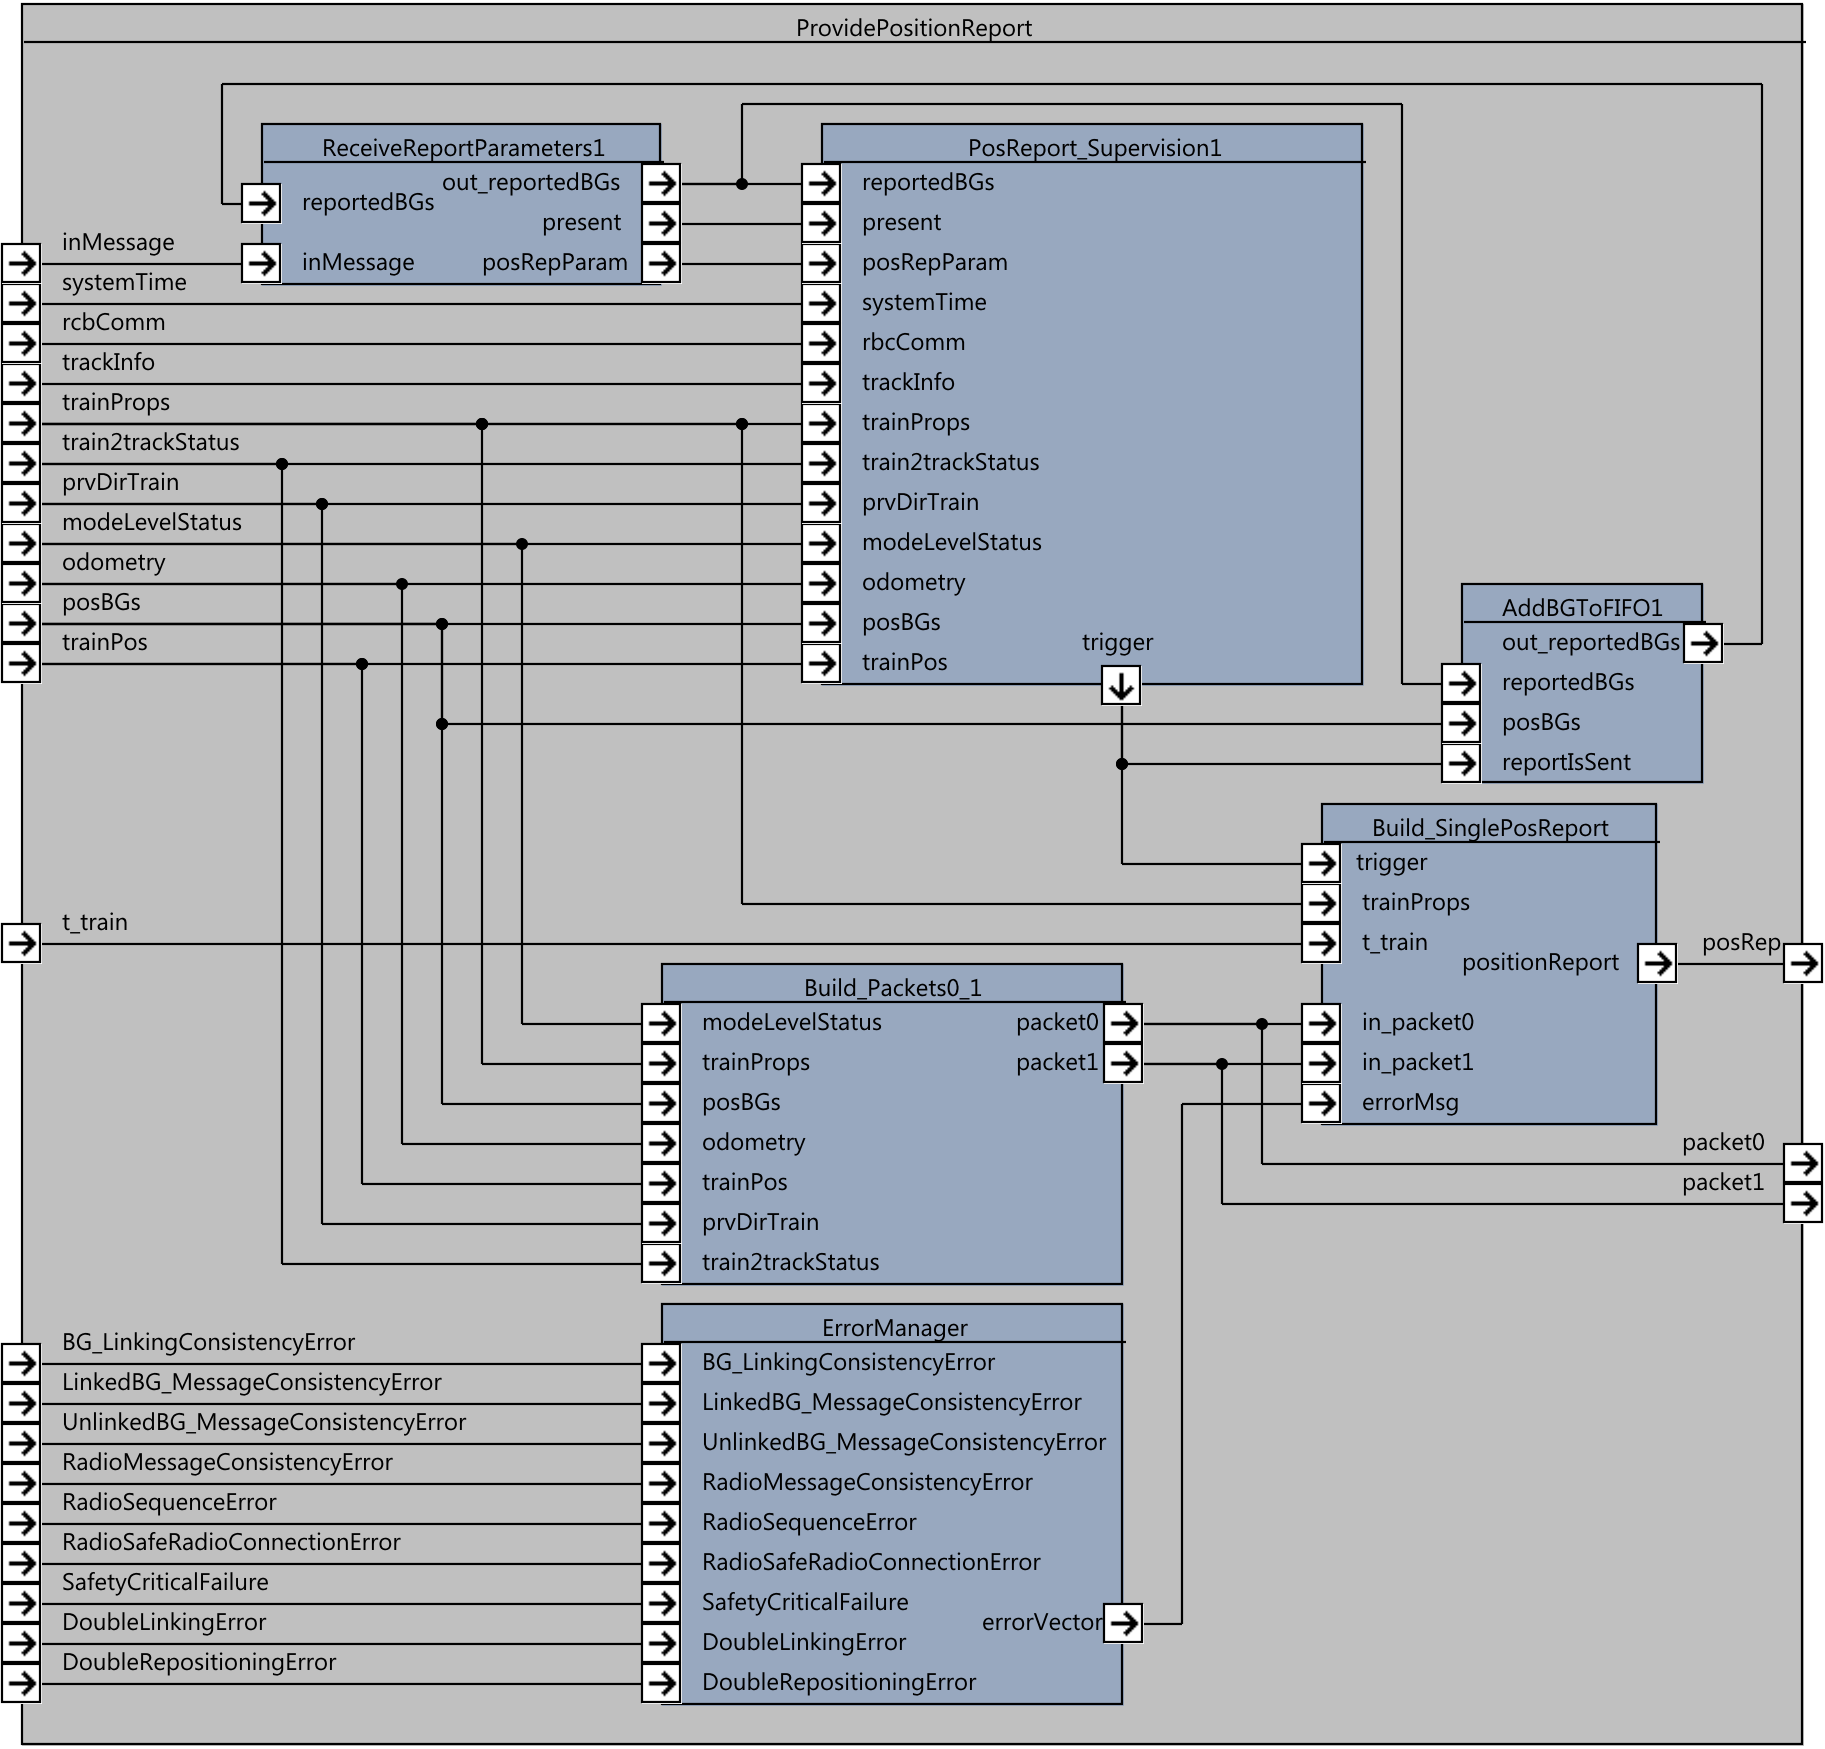 ProvidePositionReport
ReceiveReportParameters1
reportedBGs
inMessage
out_reportedBGs
present
posRepParam
PosReport_Supervision1
reportedBGs
present
posRepParam
systemTime
rbcComm
trackInfo
trainProps
train2trackStatus
prvDirTrain
modeLevelStatus
odometry
posBGs
trainPos
trigger
inMessage
systemTime
rcbComm
trackInfo
trainProps
train2trackStatus
prvDirTrain
modeLevelStatus
odometry
posBGs
trainPos
AddBGToFIFO1
out_reportedBGs
reportedBGs
posBGs
reportIsSent
Build_SinglePosReport
trigger
trainProps
t_train
positionReport
in_packet0
in_packet1
errorMsg
t_train
posRep
Build_Packets0_1
modeLevelStatus
trainProps
posBGs
odometry
trainPos
prvDirTrain
train2trackStatus
packet0
packet1
packet0
packet1
BG_LinkingConsistencyError
LinkedBG_MessageConsistencyError
UnlinkedBG_MessageConsistencyError
RadioMessageConsistencyError
RadioSequenceError
RadioSafeRadioConnectionError
SafetyCriticalFailure
DoubleLinkingError
DoubleRepositioningError
ErrorManager
BG_LinkingConsistencyError
LinkedBG_MessageConsistencyError
UnlinkedBG_MessageConsistencyError
RadioMessageConsistencyError
RadioSequenceError
RadioSafeRadioConnectionError
SafetyCriticalFailure
DoubleLinkingError
DoubleRepositioningError
errorVector